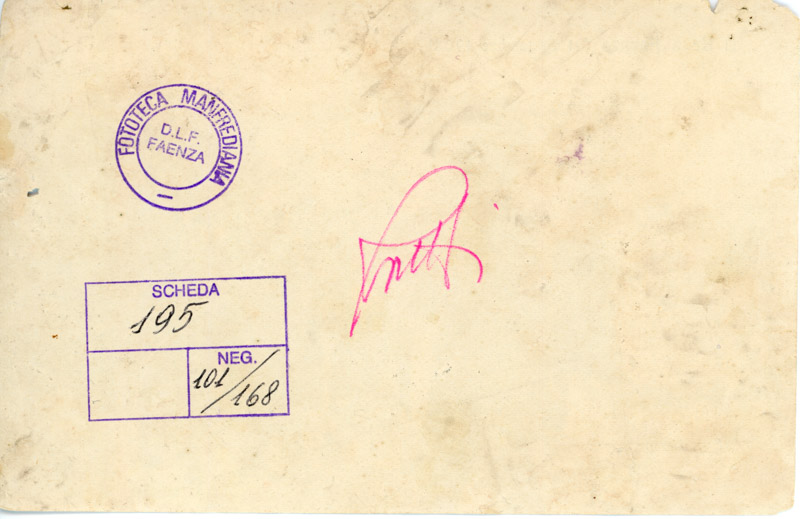 FOTOTECA MANFREDIANA
D.L.F.
FAENZA
SCHEDA
195
NEG.
101/168